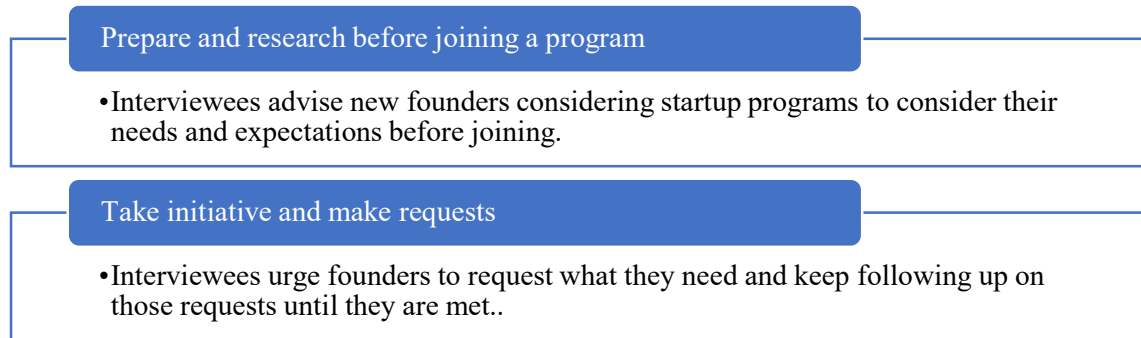 Prepare and research before joining a program
•Interviewees advise new founders considering startup programs to consider their
needs and expectations before joining.
Take initiative and make requests
•Interviewees urge founders to request what they need and keep following up on
those requests until they are met..